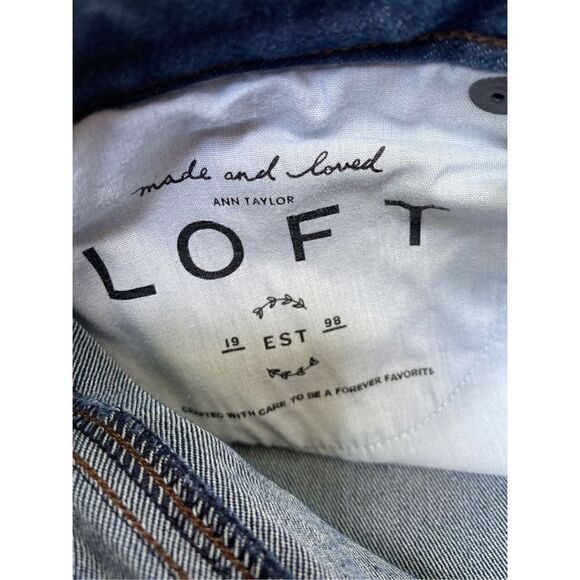 made and loved
ANN TAYLOR
LOFT
19 EST 98
CRAFTED WITH CARE TO BE A FOREVER FAVORITE